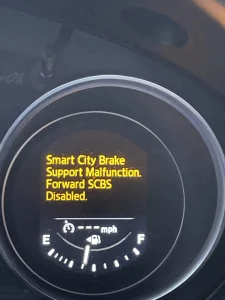 Smart City Brake
Support Malfunction.
Forward SCBS
Disabled.
--- mph
E F